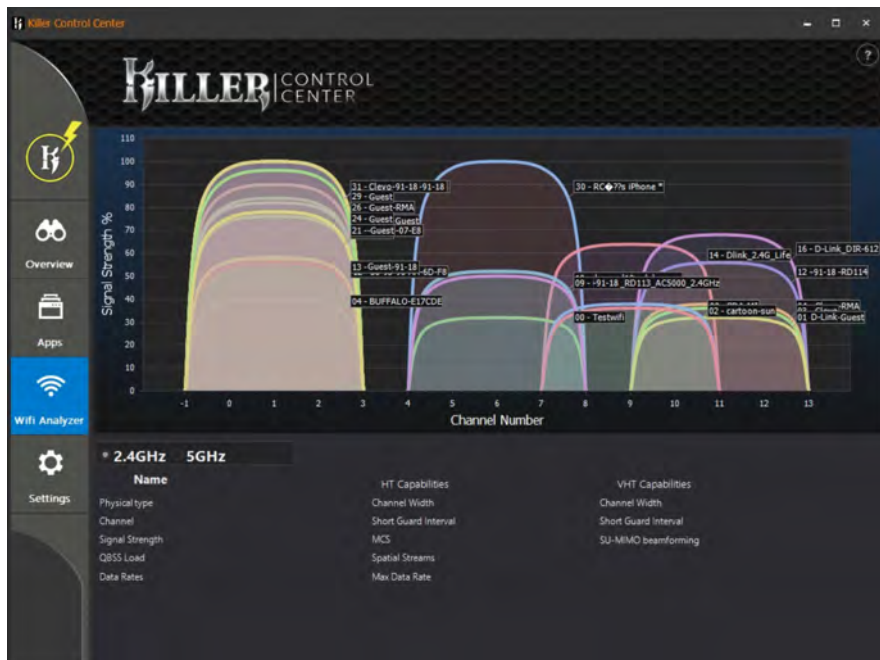 Killer Control Center
KILLER CONTROL CENTER
?
110
100
90
80
70
60
50
40
30
20
10
0
Signal Strength %
31 - Clevo-91-18 -91-18
29 - Guest
26 - Guest-RMA
24 - Guest Guest
21 --Guest-07-E8
13 -Guest-91-18
-6D-F8
04 - BUFFALO-E17CDE
30 - RC�??s iPhone *
14 - Dlink_2.4G_Life
16 - D-Link_DIR-612
12 -91-18 -RD114
09 - -91-18 _RD113_AC5000_2.4GHz
00 - Testwifi
02 - cartoon-sun
-RMA
01 D-Link-Guest
-1 0 1 2 3 4 5 6 7 8 9 10 11 12 13
Channel Number
Overview
Apps
Wifi Analyzer
Settings
2.4GHz 5GHz
Name
Physical type
Channel
Signal Strength
QBSS Load
Data Rates
HT Capabilities
Channel Width
Short Guard Interval
MCS
Spatial Streams
Max Data Rate
VHT Capabilities
Channel Width
Short Guard Interval
SU-MIMO beamforming